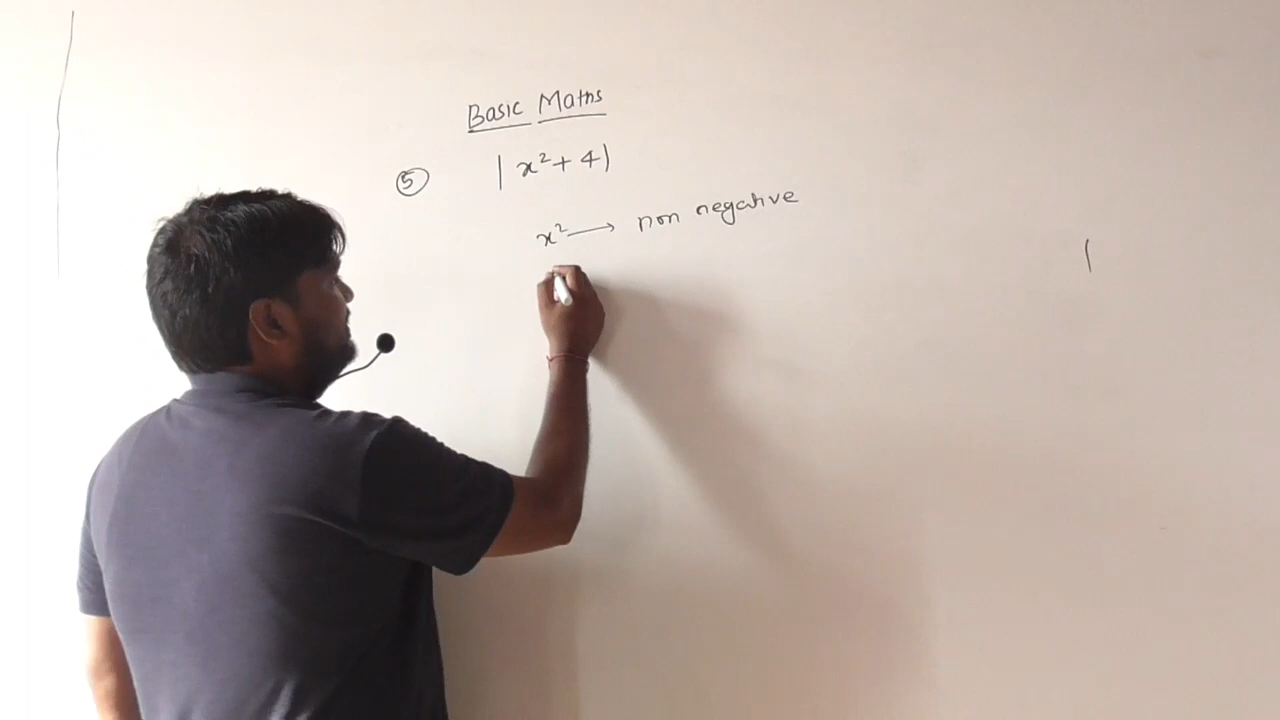 Basic Maths
⑤ | x² + 4 |
x² → non negative